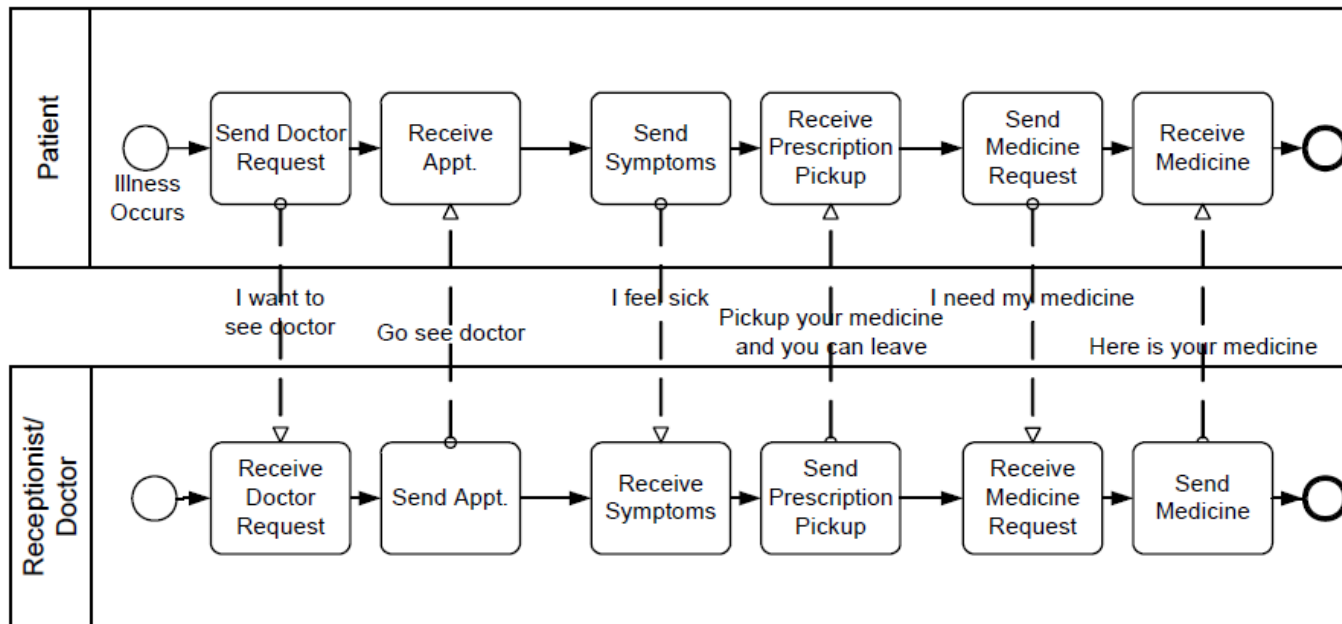 Patient
Illness
Occurs
Send Doctor
Request
Receive
Appt.
Send
Symptoms
Receive
Prescription
Pickup
Send
Medicine
Request
Receive
Medicine
I want to
see doctor
Go see doctor
I feel sick
Pickup your medicine
and you can leave
I need my medicine
Here is your medicine
Receptionist/
Doctor
Receive
Doctor
Request
Send Appt.
Receive
Symptoms
Send
Prescription
Pickup
Receive
Medicine
Request
Send
Medicine